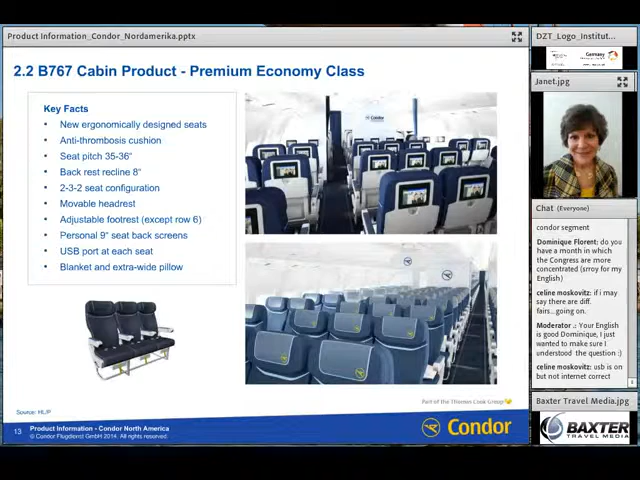 Product Information_Condor_Nordamerika.pptx
2.2 B767 Cabin Product - Premium Economy Class
Key Facts
• New ergonomically designed seats
• Anti-thrombosis cushion
• Seat pitch 35-36“
• Back rest recline 8“
• 2-3-2 seat configuration
• Movable headrest
• Adjustable footrest (except row 6)
• Personal 9“ seat back screens
• USB port at each seat
• Blanket and extra-wide pillow
Condor
Source: HL/P
Part of the Thomas Cook Group
13
Product Information - Condor North America
© Condor Flugdienst GmbH 2014. All rights reserved.
Condor
DZT_Logo_Institut...
Germany
Janet.jpg
Chat (Everyone)
condor segment
Dominique Florent: do you
have a month in which
the Congress are more
concentrated (srroy for my
English)
celine moskovitz: if i may
say there are diff.
fairs...going on.
Moderator .: Your English
is good Dominique, I just
wanted to make sure I
understood the question :)
celine moskovitz: usb is on
but not internet correct
Baxter Travel Media.jpg
BAXTER
TRAVEL MEDIA